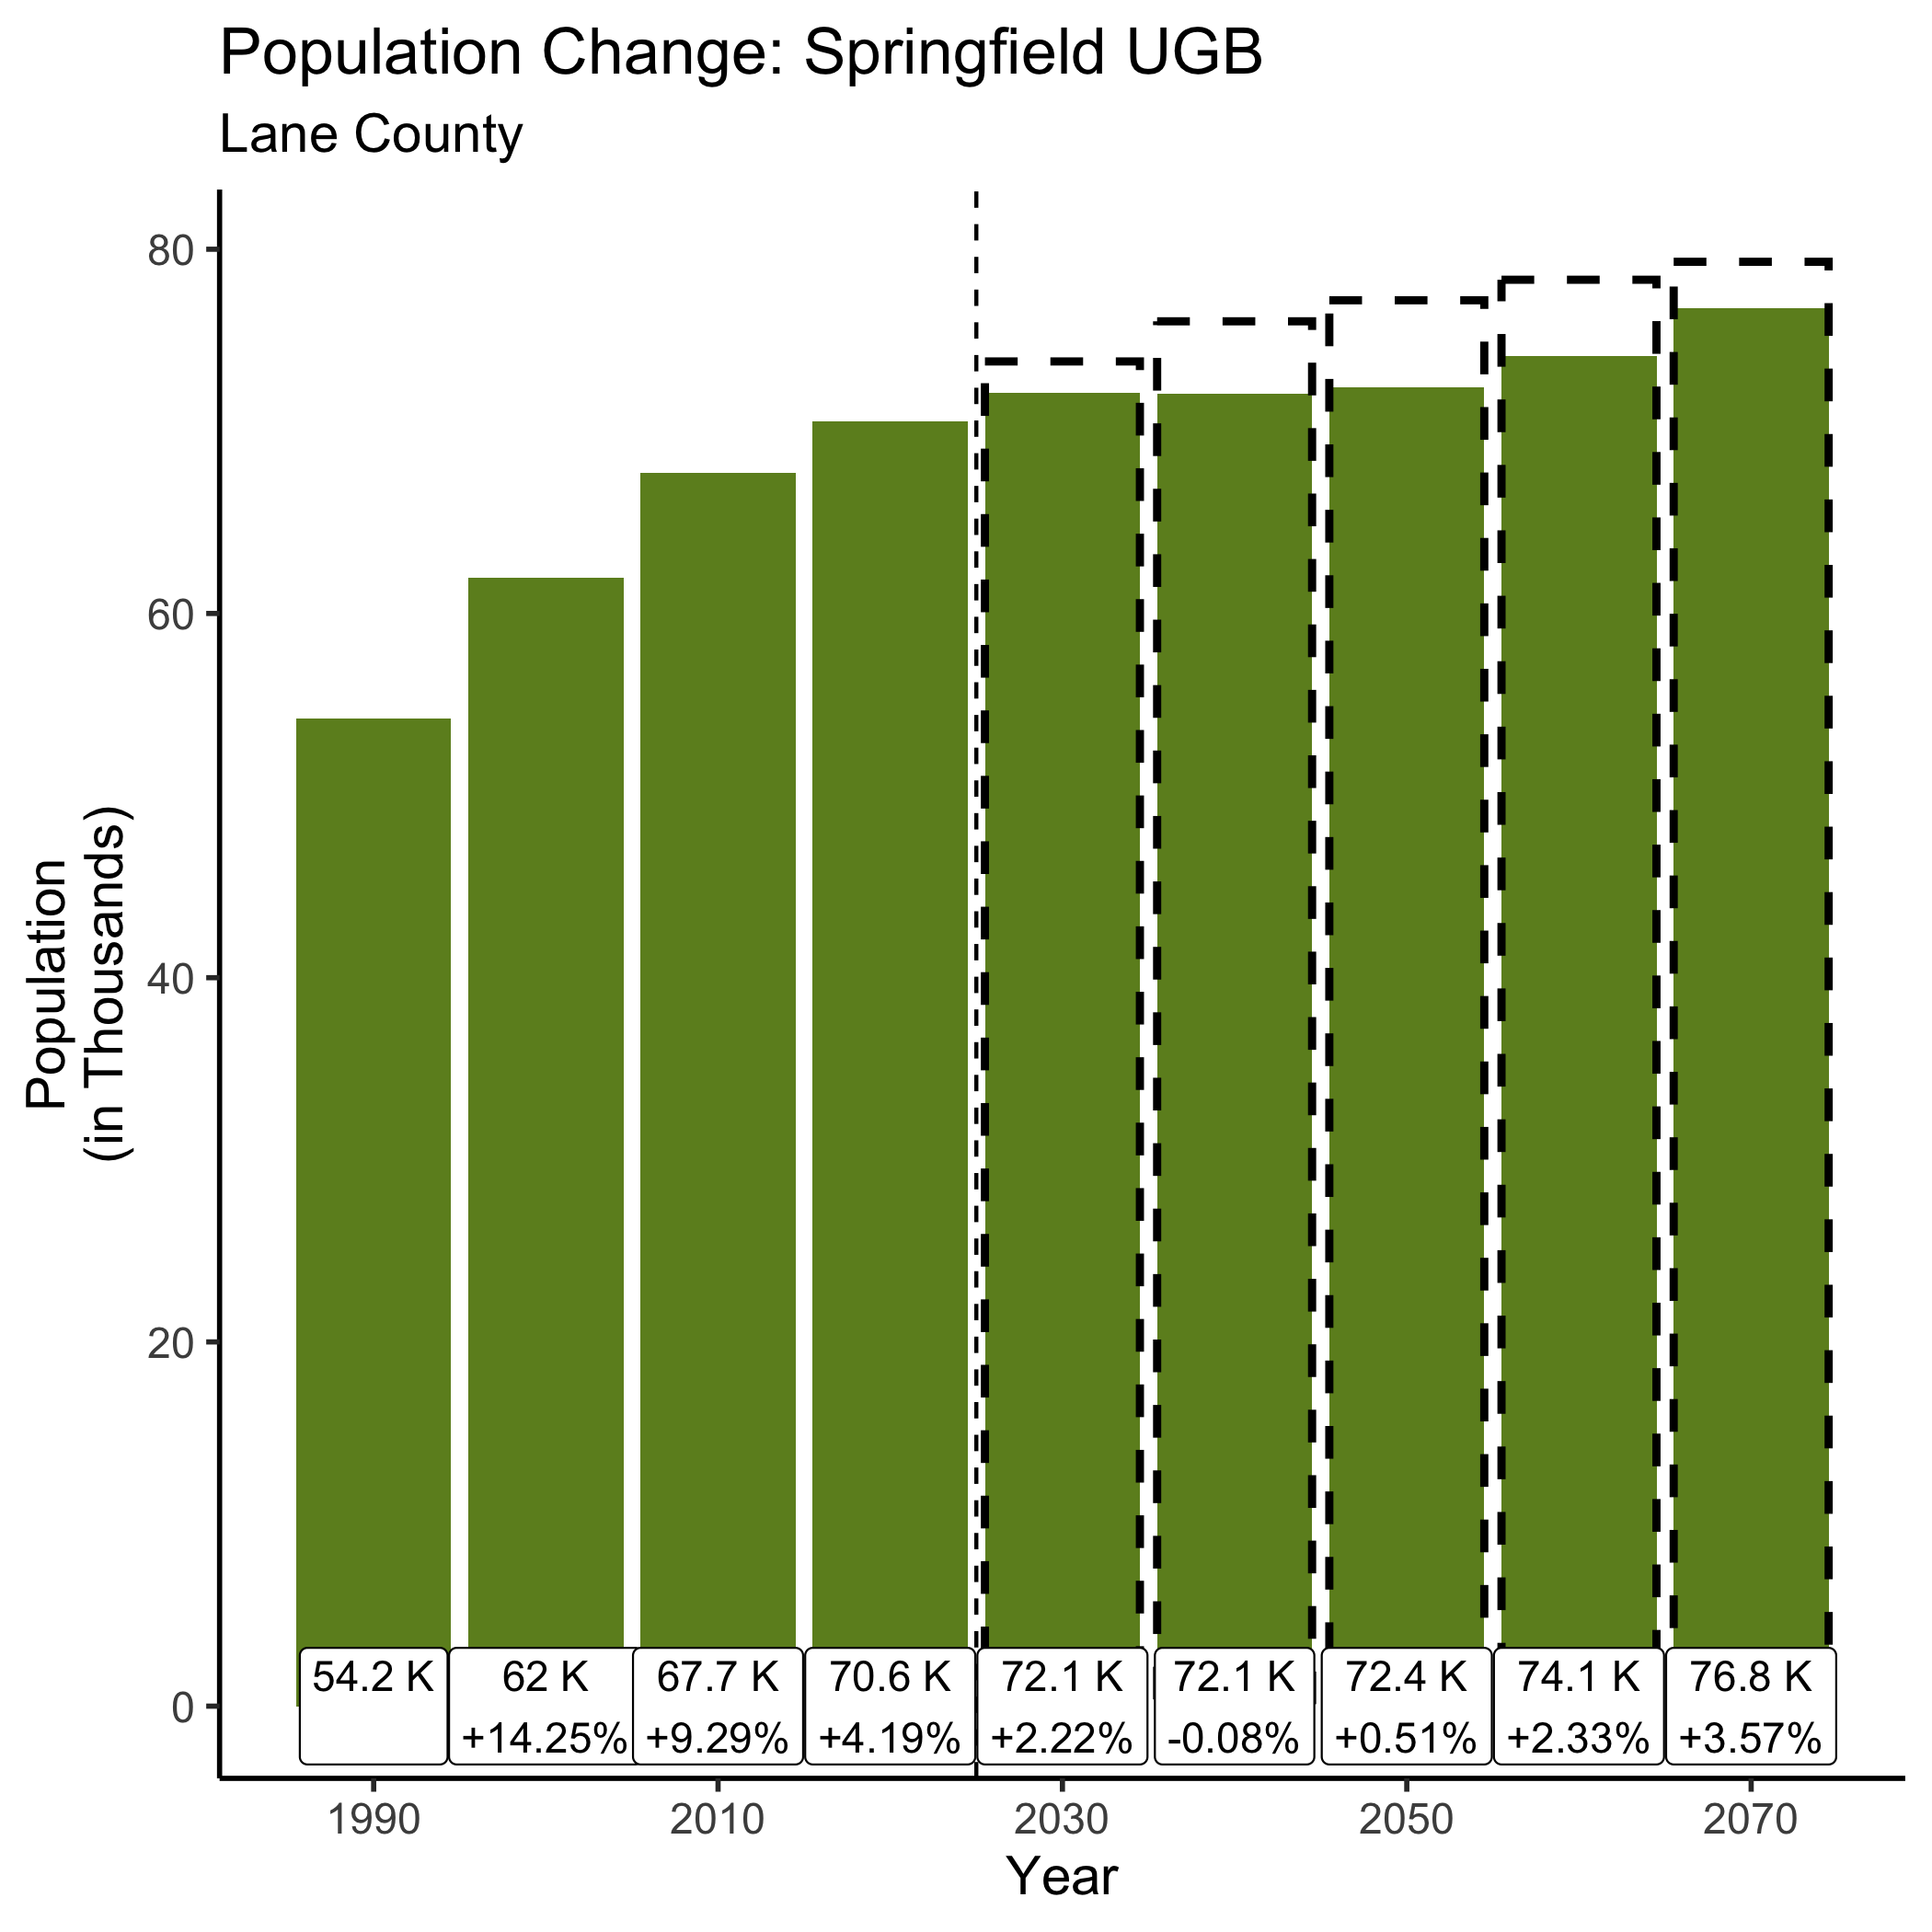 Population Change: Springfield UGB
Lane County
Population
(in Thousands)
80
60
40
20
0
54.2 K
62 K
+14.25%
67.7 K
+9.29%
70.6 K
+4.19%
72.1 K
+2.22%
72.1 K
-0.08%
72.4 K
+0.51%
74.1 K
+2.33%
76.8 K
+3.57%
1990
2010
2030
2050
2070
Year